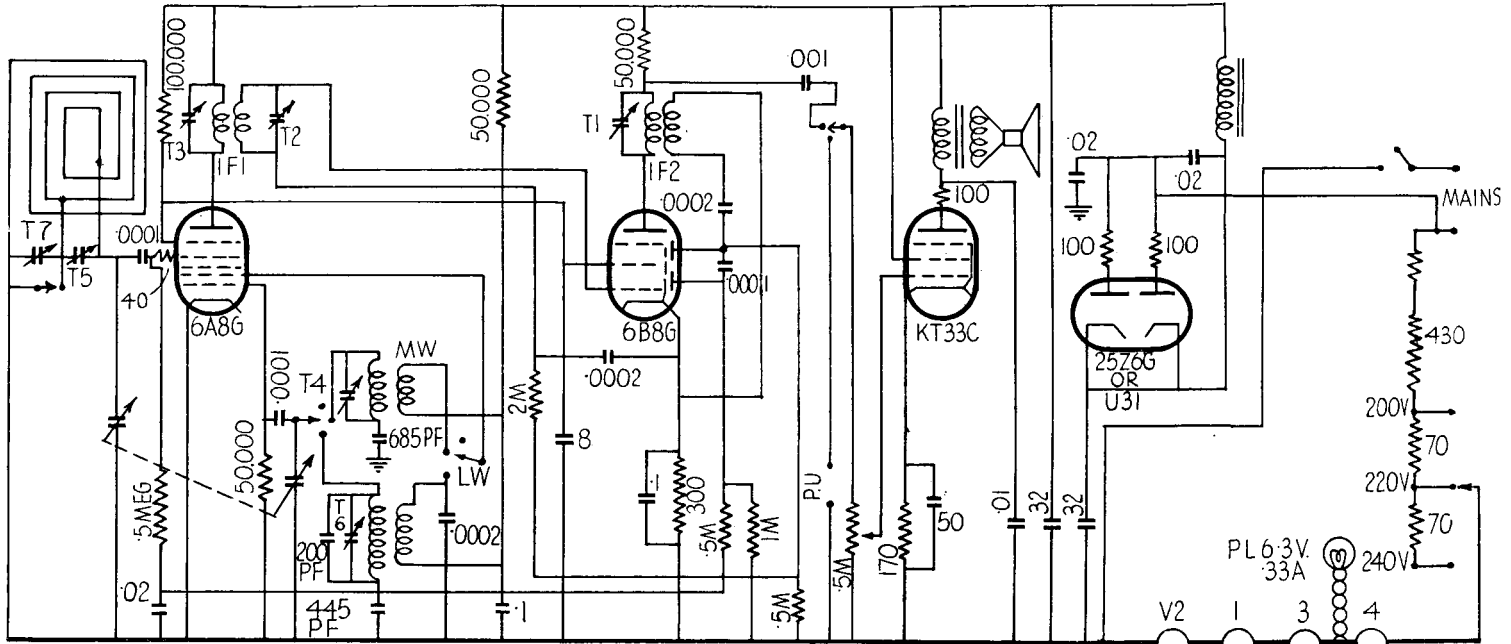 100.000
T3
IF1
T2
T7
T5
.0001
40
6A8G
.0001
50.000
T4
MW
685PF
LW
T6
200 PF
.0002
.5MEG
.02
445 PF
.1
50.000
2M
8
50.000
T1
IF2
.001
.0002
.0001
6B8G
.0002
.1
300
.5M
1M
.5M
P.U
.5M
100
KT33C
170
50
.01
32
32
.02
.02
100
100
25Z6G
OR
U31
MAINS
430
200V
70
220V
70
240V
PL 6.3V.
.33A
V2
1
3
4